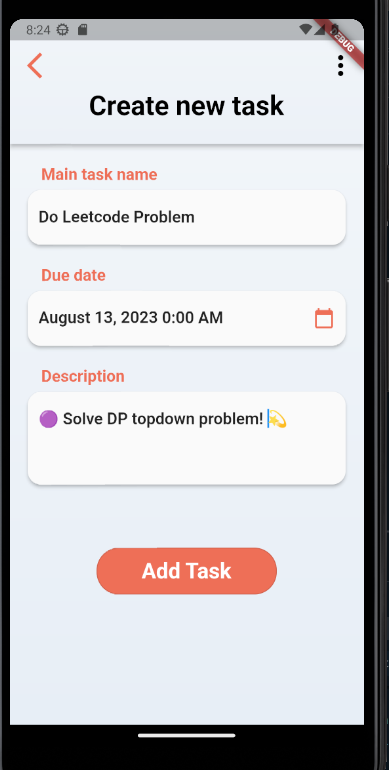 8:24
DEBUG
Create new task
Main task name
Do Leetcode Problem
Due date
August 13, 2023 0:00 AM
Description
🟣 Solve DP topdown problem! 💫
Add Task